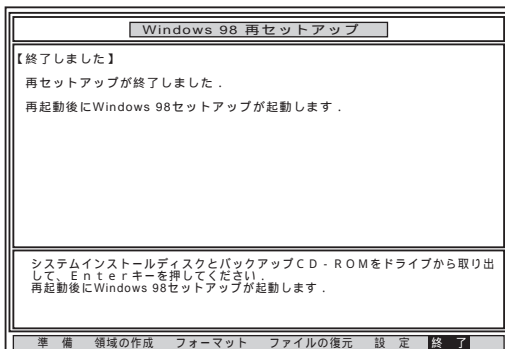 Windows 98 再セットアップ
【終了しました】
再セットアップが終了しました．
再起動後にWindows 98セットアップが起動します．
システムインストールディスクとバックアップＣＤ‐ＲＯＭをドライブから取り出
して、Ｅｎｔｅｒキーを押してください．
再起動後にWindows 98セットアップが起動します．
準　備　領域の作成　フォーマット　ファイルの復元　設　定　終　了